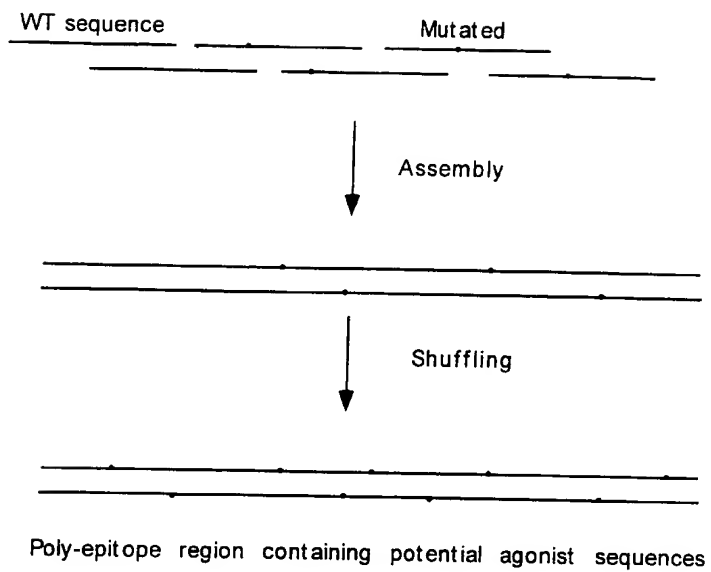 WT sequence
Mutated
Assembly
Shuffling
Poly-epitope region containing potential agonist sequences